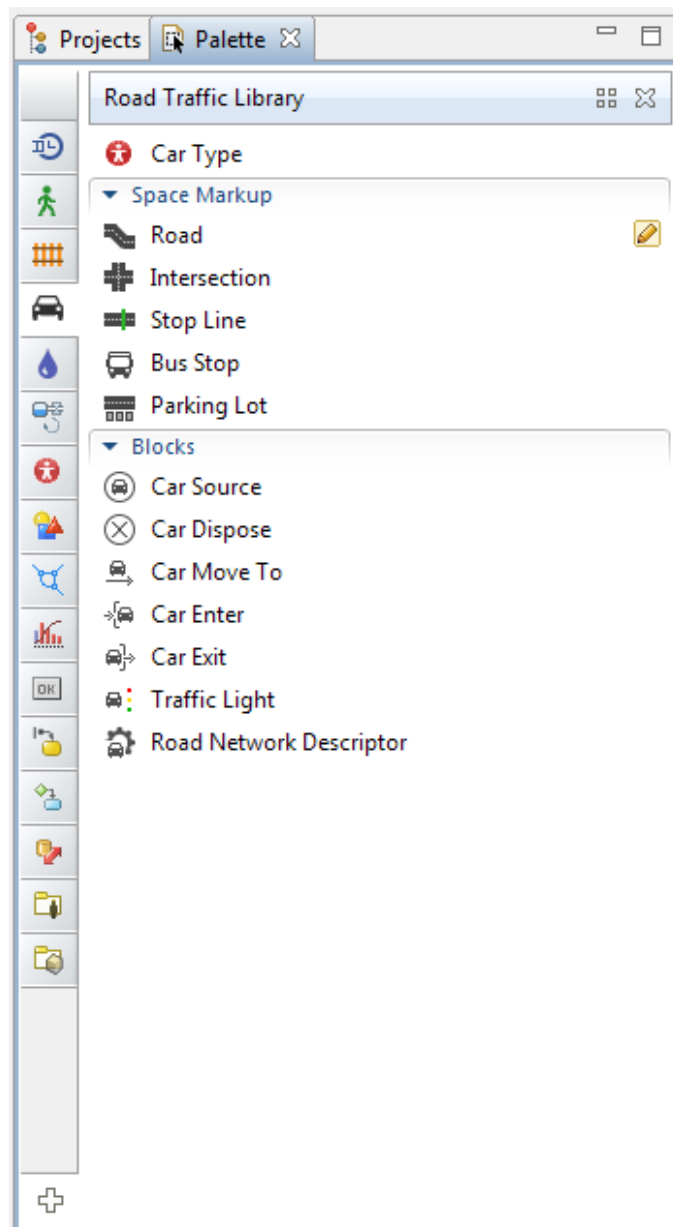 Projects Palette
Road Traffic Library
Car Type
Space Markup
Road
Intersection
Stop Line
Bus Stop
Parking Lot
Blocks
Car Source
Car Dispose
Car Move To
Car Enter
Car Exit
OK
Traffic Light
Road Network Descriptor